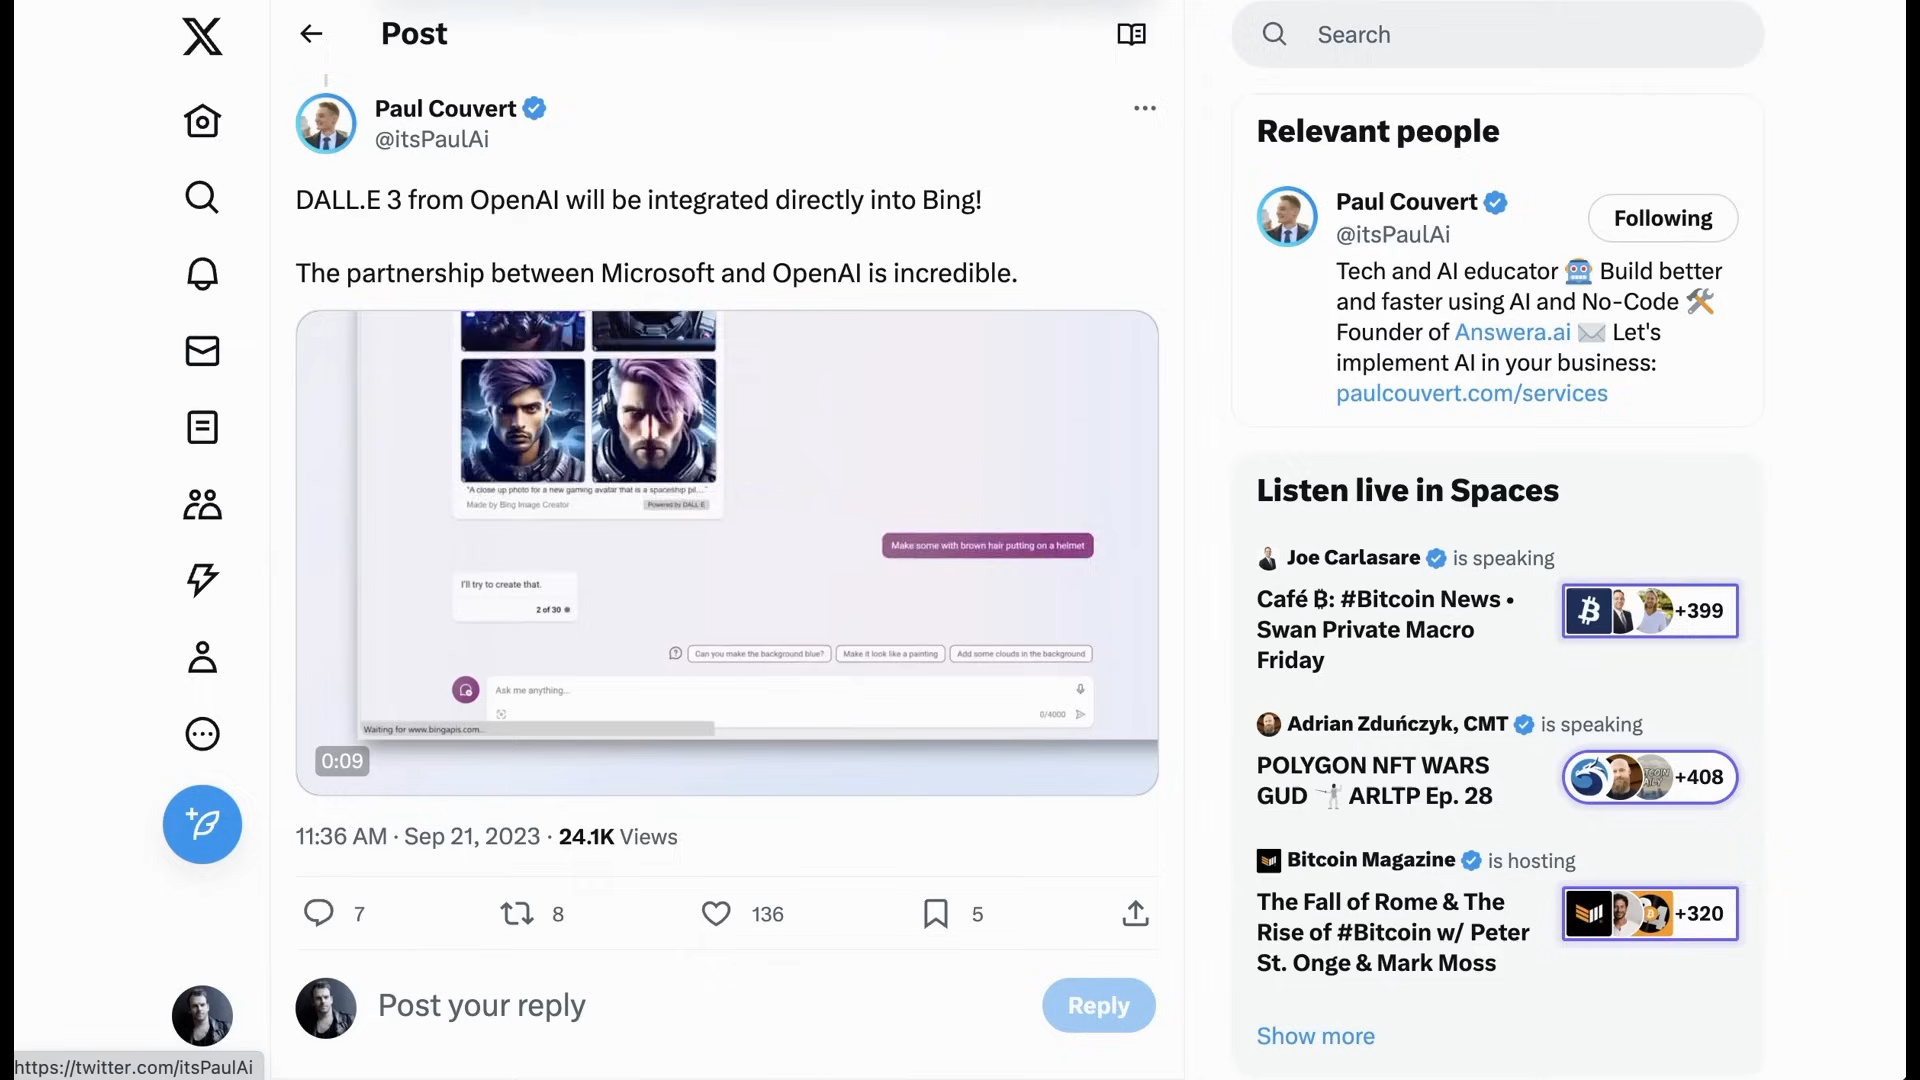 Post
Paul Couvert
@itsPaulAi
DALL.E 3 from OpenAI will be integrated directly into Bing!
The partnership between Microsoft and OpenAI is incredible.
"A close up photo for a new gaming avatar that is a spaceship pil..."
Made by Bing Image Creator
Powered by DALL·E
Make some with brown hair putting on a helmet
I'll try to create that.
2 of 30
Can you make the background blue?
Make it look like a painting
Add some clouds in the background
Ask me anything...
0/4000
Waiting for www.bingapis.com...
0:09
11:36 AM · Sep 21, 2023 · 24.1K Views
7
8
136
5
Post your reply
Reply
https://twitter.com/itsPaulAi
Search
Relevant people
Paul Couvert
@itsPaulAi
Following
Tech and AI educator 🤖 Build better
and faster using AI and No-Code 🛠️
Founder of Answera.ai ✉️ Let's
implement AI in your business:
paulcouvert.com/services
Listen live in Spaces
Joe Carlasare is speaking
Café ₿: #Bitcoin News •
Swan Private Macro
Friday
+399
Adrian Zduńczyk, CMT is speaking
POLYGON NFT WARS
GUD 🤺 ARLTP Ep. 28
+408
Bitcoin Magazine is hosting
The Fall of Rome & The
Rise of #Bitcoin w/ Peter
St. Onge & Mark Moss
+320
Show more